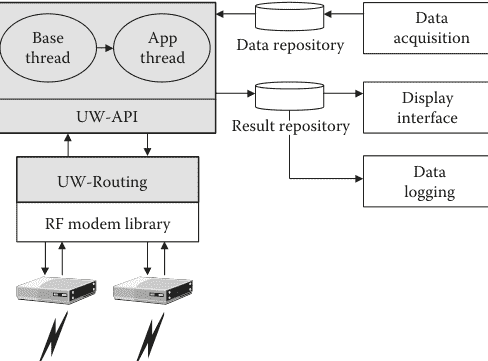 Base
thread
App
thread
UW-API
UW-Routing
RF modem library
Data repository
Result repository
Data
acquisition
Display
interface
Data
logging